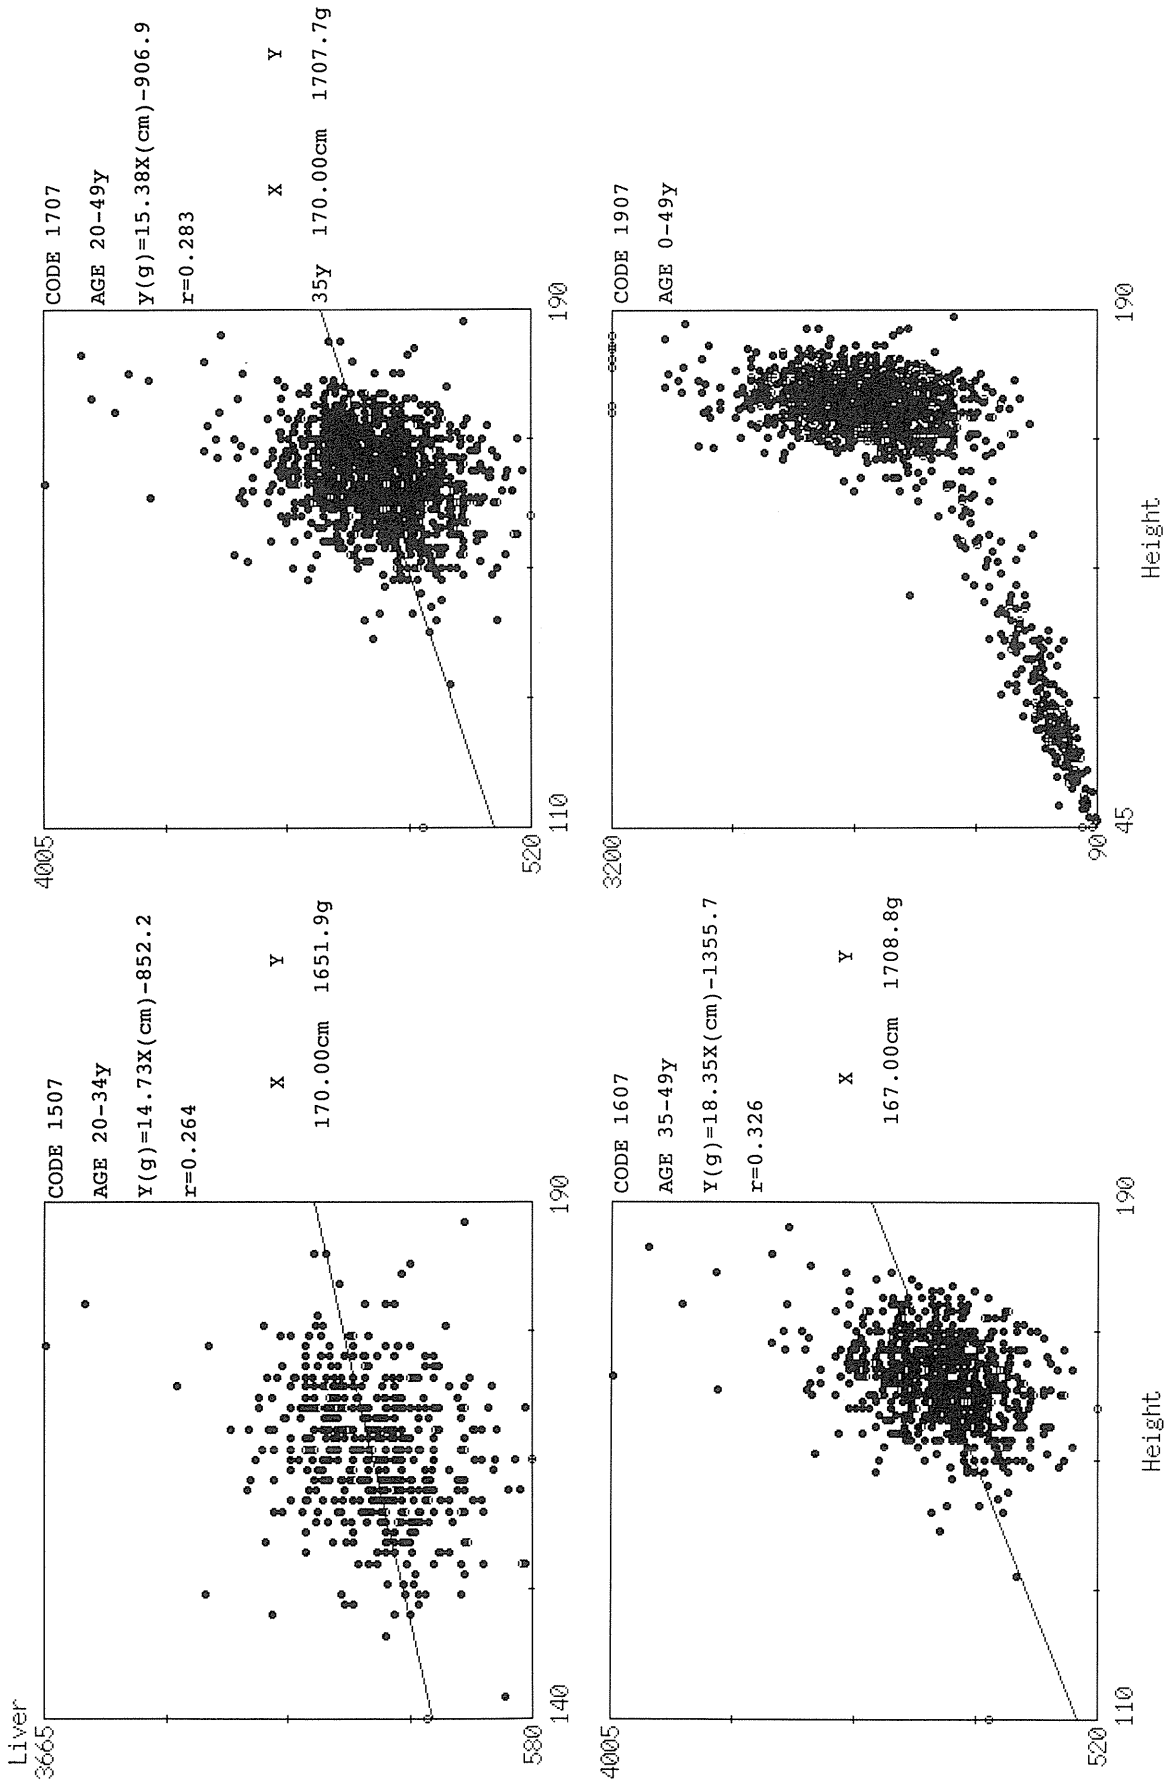 Liver
3665
580
140
190
CODE 1507
AGE 20-34y
Y(g)=14.73X(cm)-852.2
r=0.264
X Y
170.00cm 1651.9g
4005
520
110
190
CODE 1707
AGE 20-49y
Y(g)=15.38X(cm)-906.9
r=0.283
X Y
35y 170.00cm 1707.7g
4005
520
110
190
Height
CODE 1607
AGE 35-49y
Y(g)=18.35X(cm)-1355.7
r=0.326
X Y
167.00cm 1708.8g
3200
90
45
190
Height
CODE 1907
AGE 0-49y